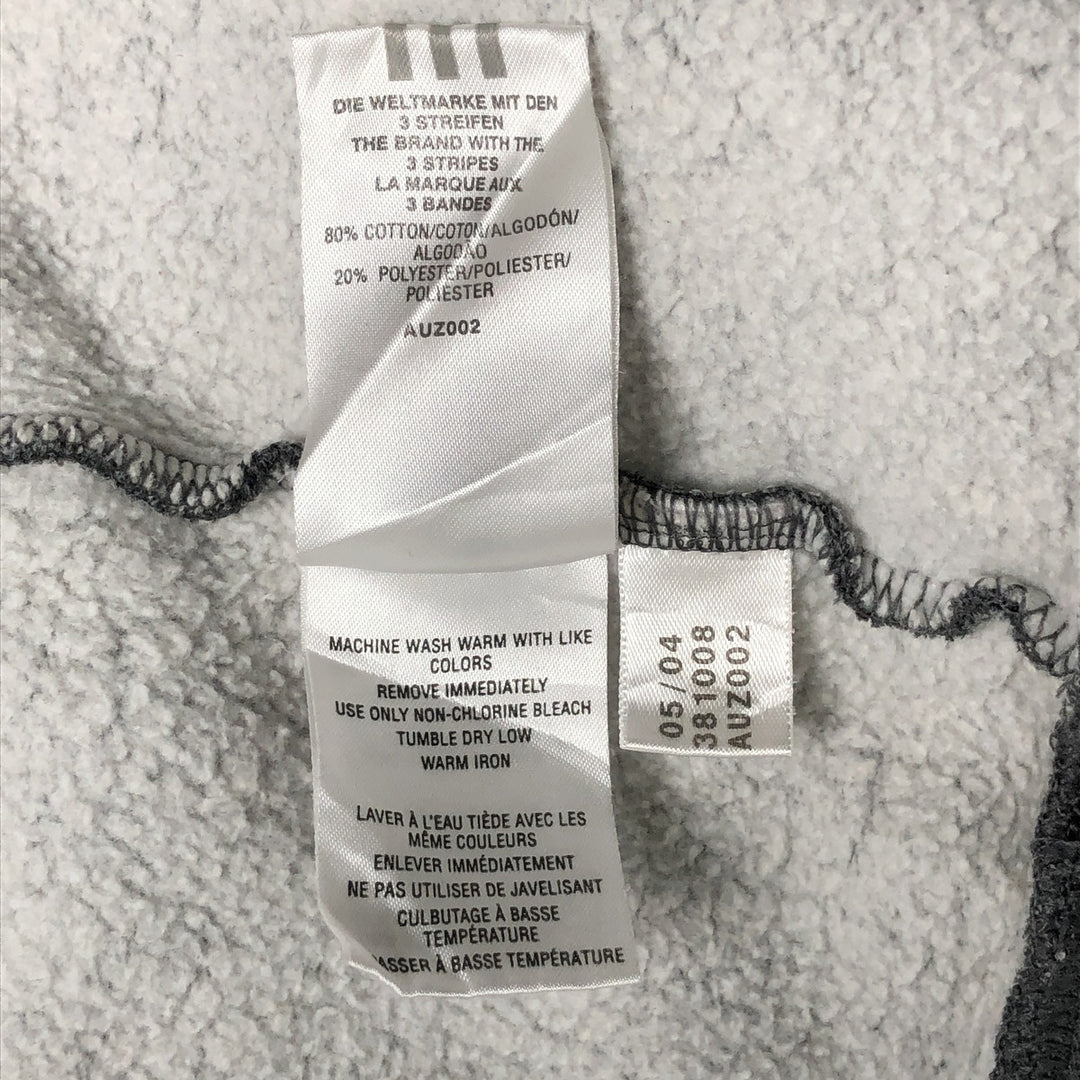 DIE WELTMARKE MIT DEN
3 STREIFEN
THE BRAND WITH THE
3 STRIPES
LA MARQUE AUX
3 BANDES
80% COTTON/COTON/ALGODÓN/
ALGODAO
20% POLYESTER/POLIESTER/
POLIESTER
AUZ002
MACHINE WASH WARM WITH LIKE
COLORS
REMOVE IMMEDIATELY
USE ONLY NON-CHLORINE BLEACH
TUMBLE DRY LOW
WARM IRON
LAVER À L'EAU TIÈDE AVEC LES
MÊME COULEURS
ENLEVER IMMÉDIATEMENT
NE PAS UTILISER DE JAVELISANT
CULBUTAGE À BASSE
TEMPÉRATURE
ASSER À BASSE TEMPÉRATURE
05/04
381008
AUZ002